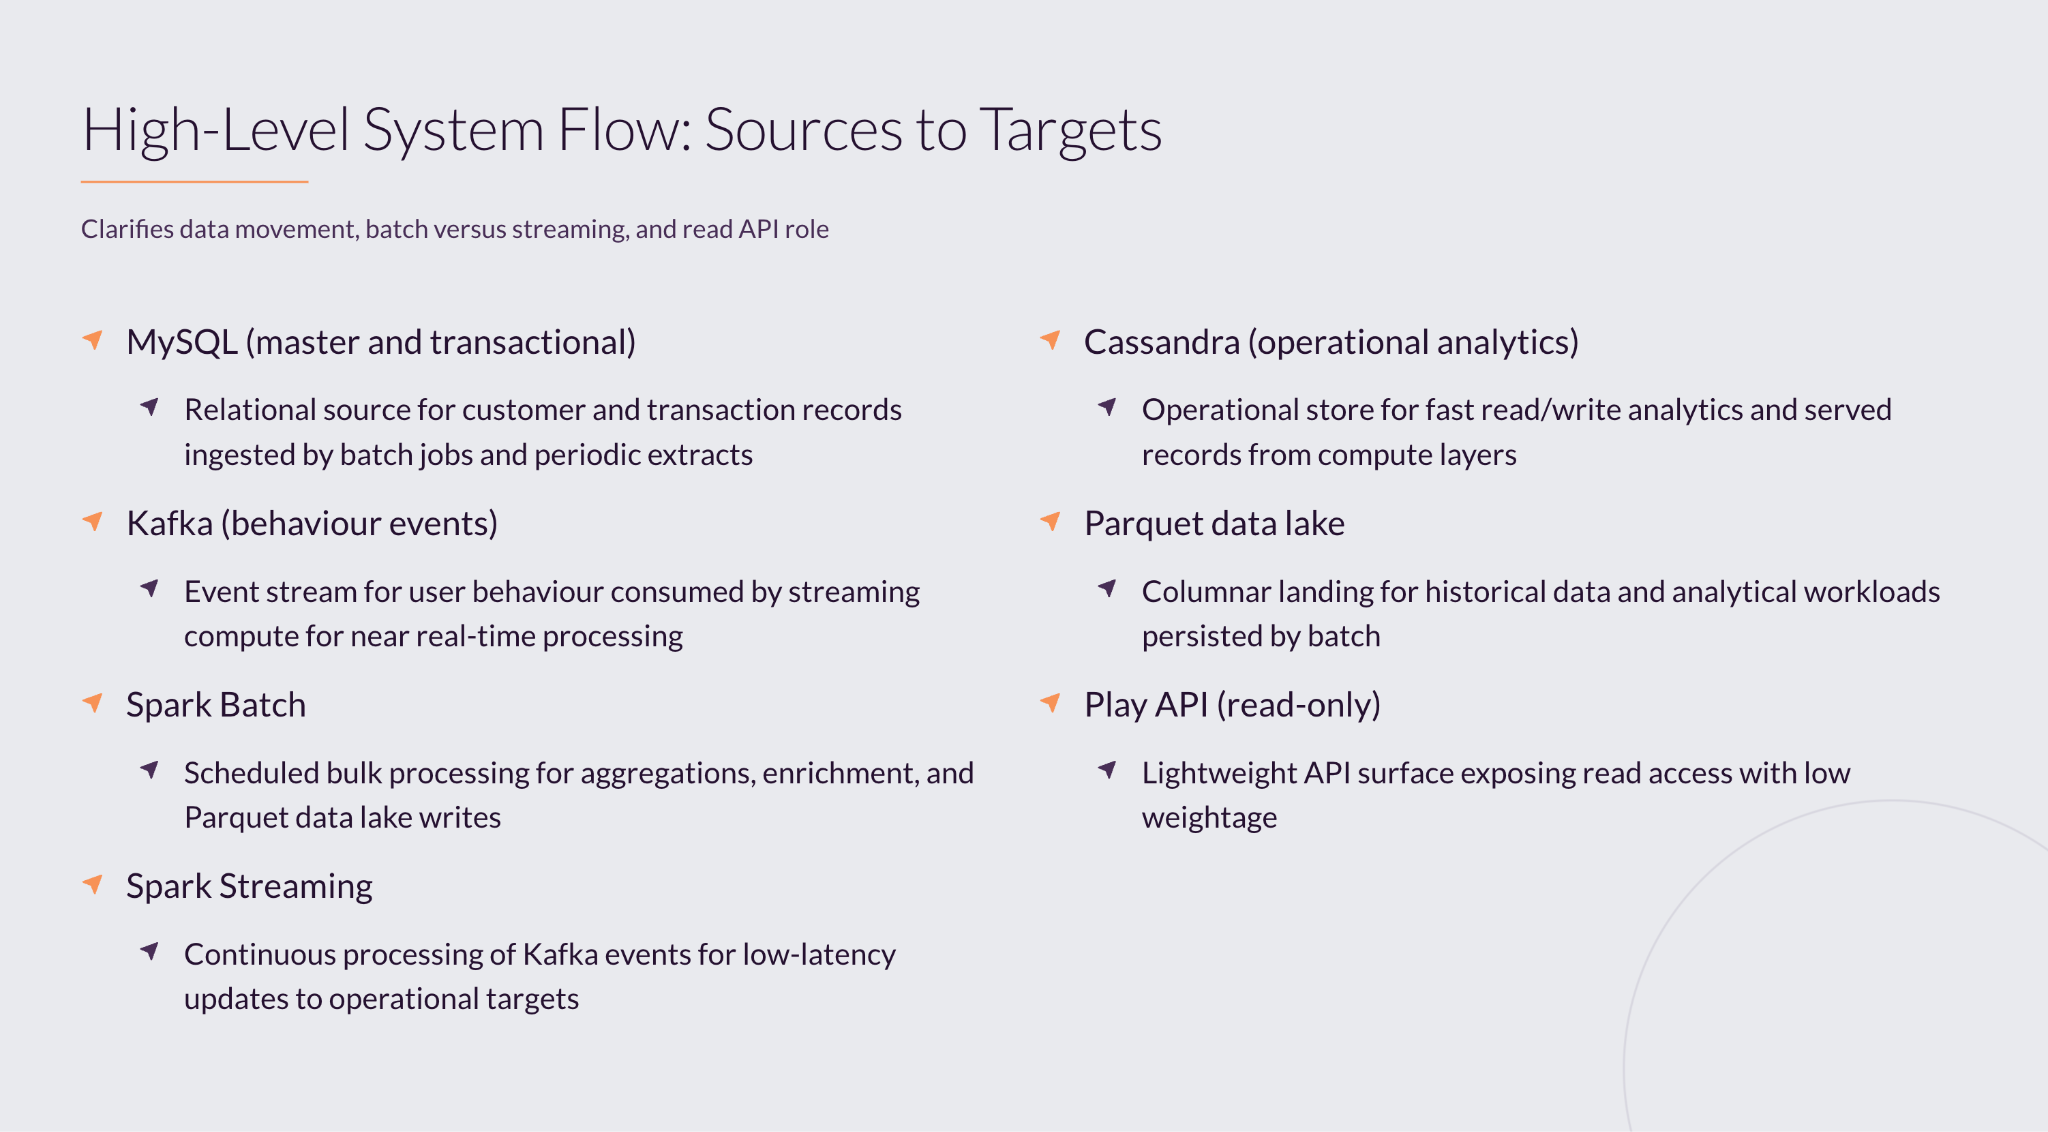 High-Level System Flow: Sources to Targets
Clarifies data movement, batch versus streaming, and read API role
MySQL (master and transactional)
Relational source for customer and transaction records
ingested by batch jobs and periodic extracts
Kafka (behaviour events)
Event stream for user behaviour consumed by streaming
compute for near real-time processing
Spark Batch
Scheduled bulk processing for aggregations, enrichment, and
Parquet data lake writes
Spark Streaming
Continuous processing of Kafka events for low-latency
updates to operational targets
Cassandra (operational analytics)
Operational store for fast read/write analytics and served
records from compute layers
Parquet data lake
Columnar landing for historical data and analytical workloads
persisted by batch
Play API (read-only)
Lightweight API surface exposing read access with low
weightage